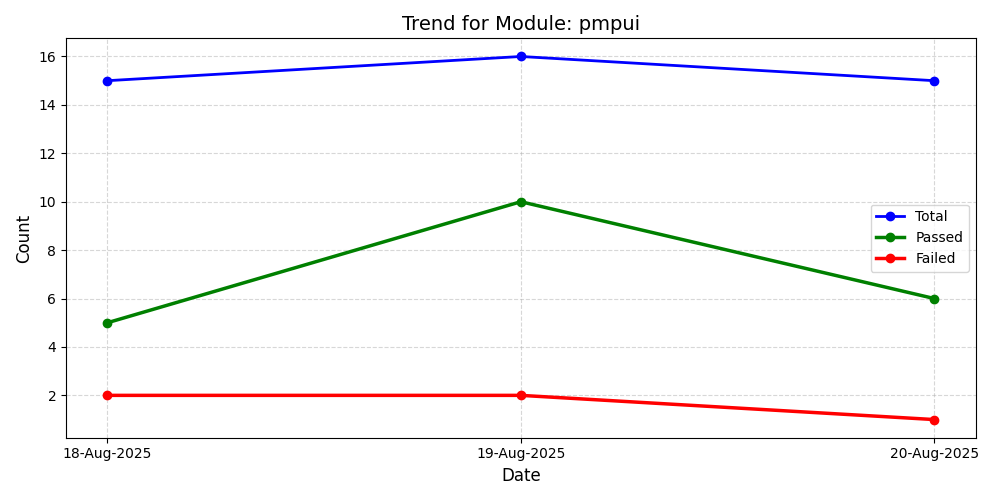 Trend for Module: pmpui
Count
16
14
12
10
8
6
4
2
Total
Passed
Failed
18-Aug-2025
19-Aug-2025
20-Aug-2025
Date